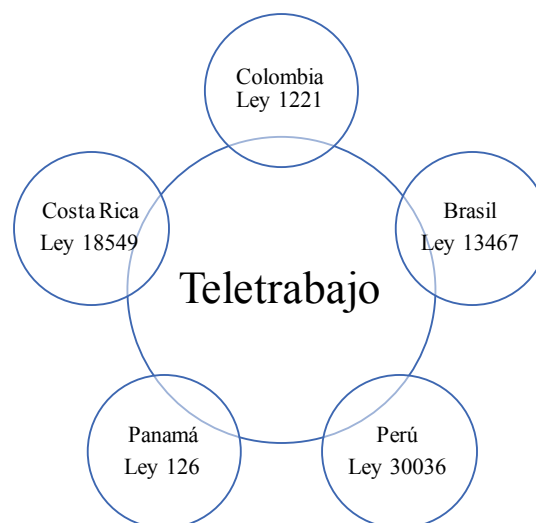 Colombia
Ley 1221
Costa Rica
Ley 18549
Brasil
Ley 13467
Teletrabajo
Panamá
Ley 126
Perú
Ley 30036